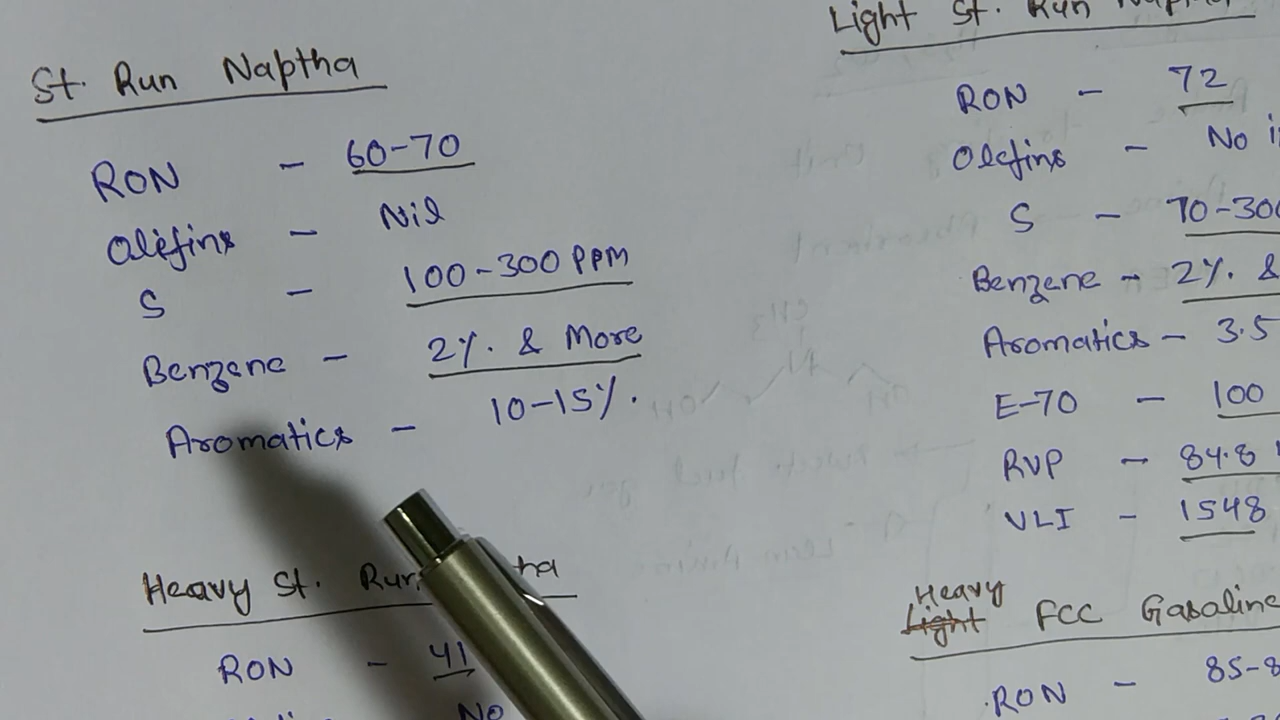 St. Run Naptha
RON - 60-70
Olefins - Nil
S - 100-300 PPM
Benzene - 2%. & More
Aromatics - 10-15%.
Heavy St. Run
RON - 41
No
Light St. Run
RON - 72
Olefins - No
S - 70-300
Benzene - 2%. &
Aromatics - 3.5
E-70 - 100
RVP - 84.8
VLI - 1548
Heavy
Light FCC Gasoline
RON - 85-8